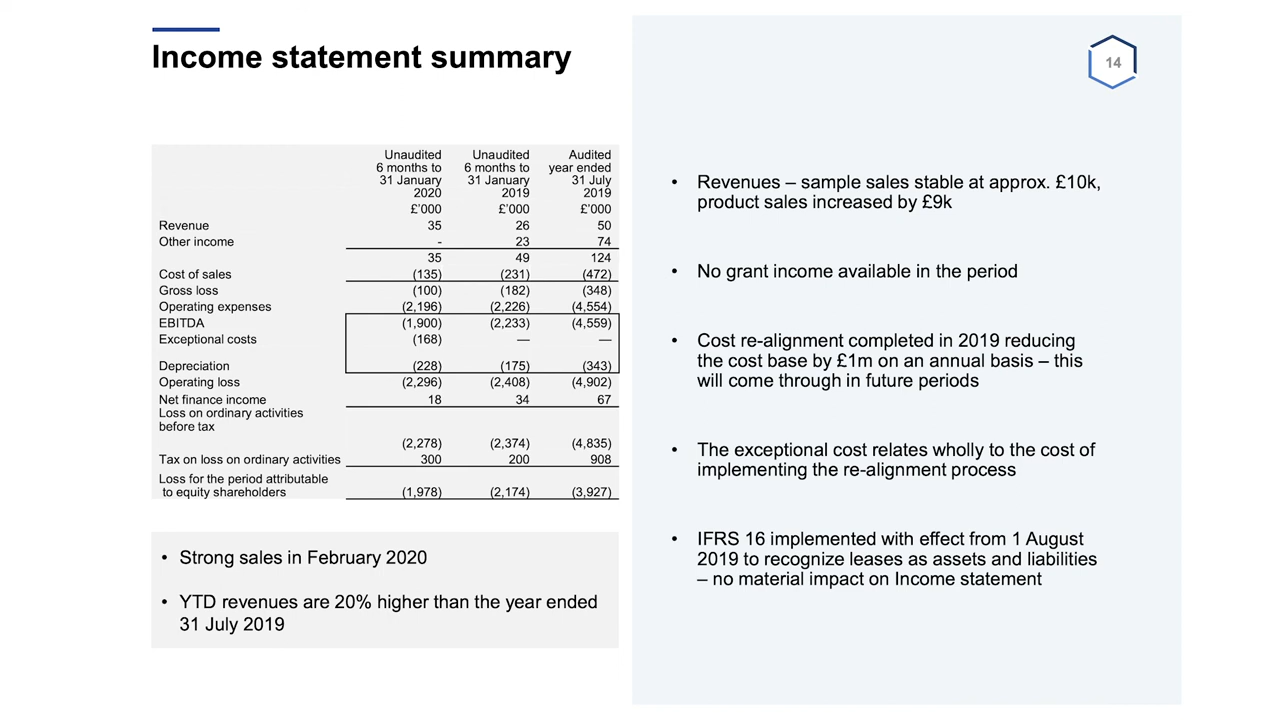 Income statement summary
14
Unaudited Unaudited Audited
6 months to 6 months to year ended
31 January 31 January 31 July
2020 2019 2019
£'000 £'000 £'000
Revenue 35 26 50
Other income - 23 74
35 49 124
Cost of sales (135) (231) (472)
Gross loss (100) (182) (348)
Operating expenses (2,196) (2,226) (4,554)
EBITDA (1,900) (2,233) (4,559)
Exceptional costs (168) — —
Depreciation (228) (175) (343)
Operating loss (2,296) (2,408) (4,902)
Net finance income 18 34 67
Loss on ordinary activities
before tax
(2,278) (2,374) (4,835)
Tax on loss on ordinary activities 300 200 908
Loss for the period attributable
to equity shareholders (1,978) (2,174) (3,927)
• Strong sales in February 2020
• YTD revenues are 20% higher than the year ended
31 July 2019
• Revenues – sample sales stable at approx. £10k,
product sales increased by £9k
• No grant income available in the period
• Cost re-alignment completed in 2019 reducing
the cost base by £1m on an annual basis – this
will come through in future periods
• The exceptional cost relates wholly to the cost of
implementing the re-alignment process
• IFRS 16 implemented with effect from 1 August
2019 to recognize leases as assets and liabilities
– no material impact on Income statement